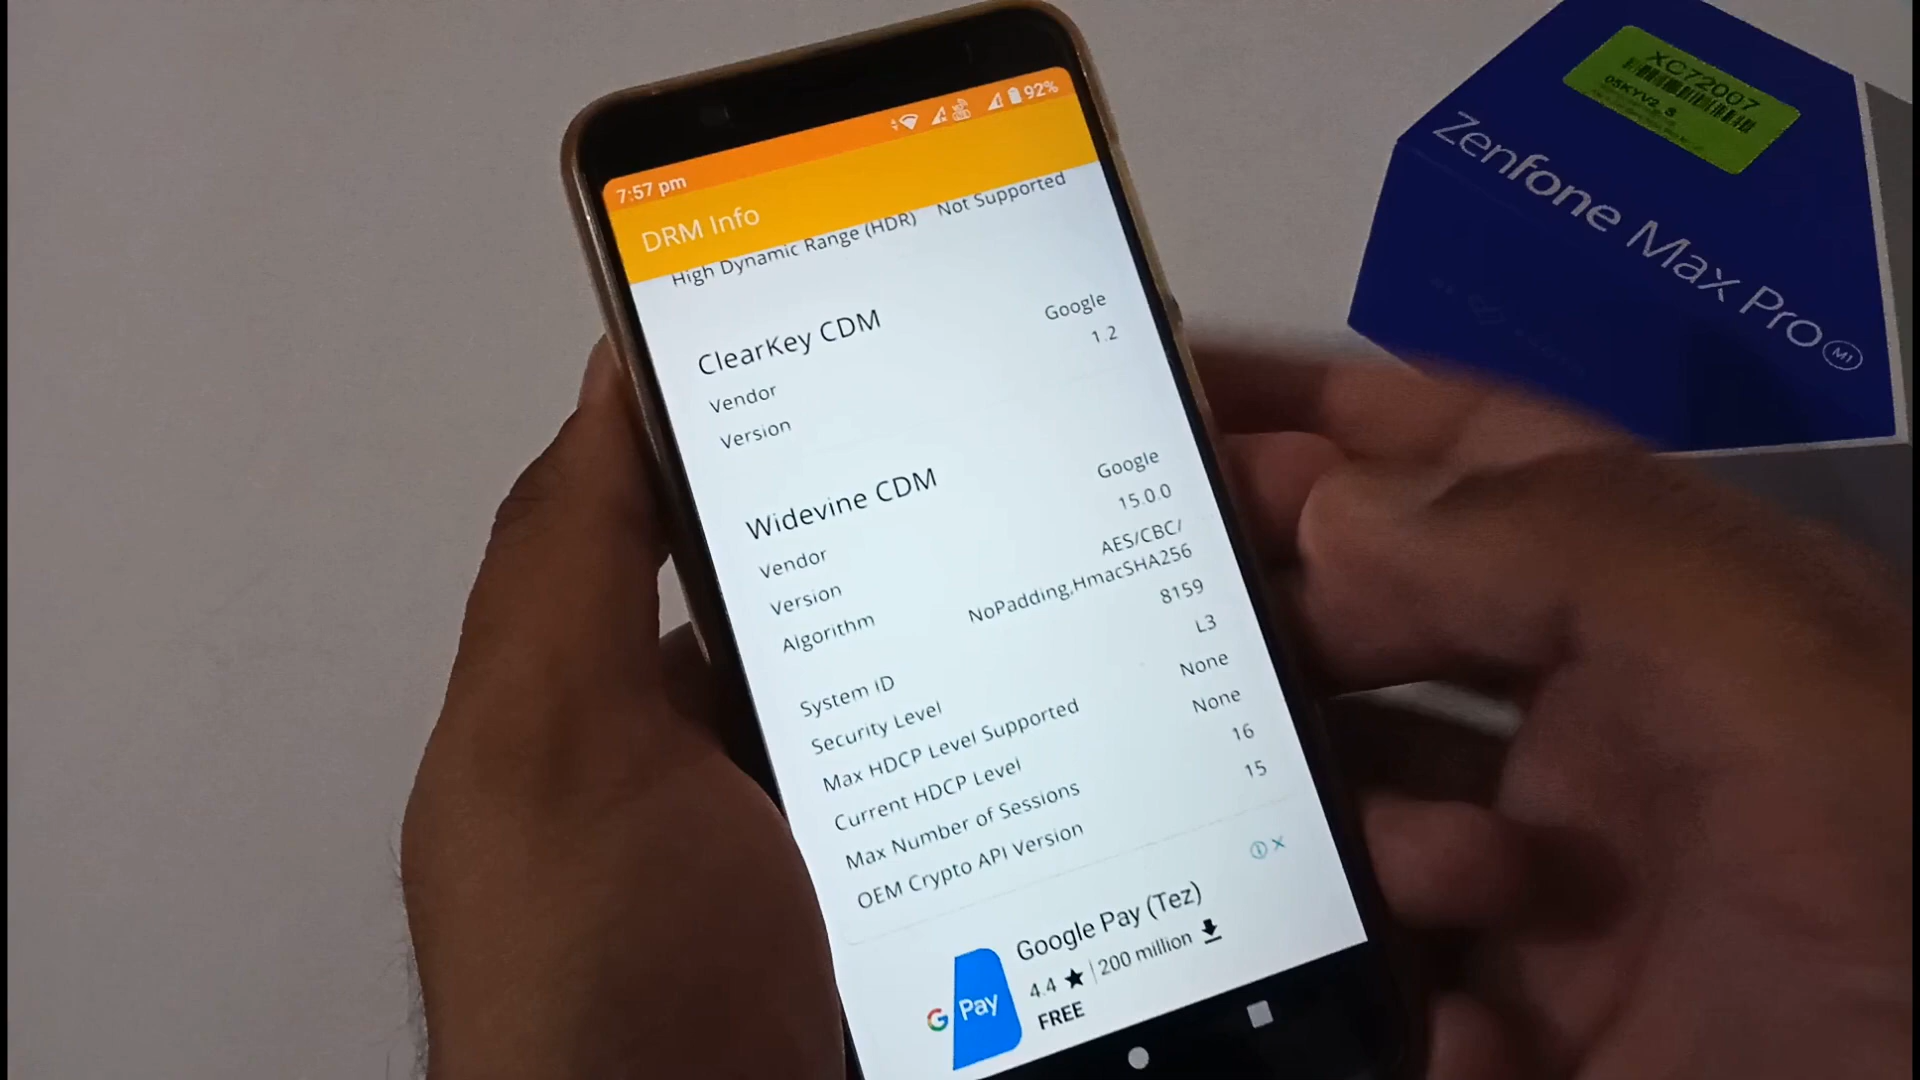 7:57 pm
92%
DRM Info
High Dynamic Range (HDR) Not Supported
ClearKey CDM
Vendor Google
Version 1.2
Widevine CDM
Vendor Google
Version 15.0.0
Algorithm AES/CBC/
NoPadding,HmacSHA256
System ID 8159
Security Level L3
Max HDCP Level Supported None
Current HDCP Level None
Max Number of Sessions 16
OEM Crypto API Version 15
Google Pay (Tez)
4.4 ★ | 200 million
FREE
G Pay
XC72007
Zenfone Max Pro M1